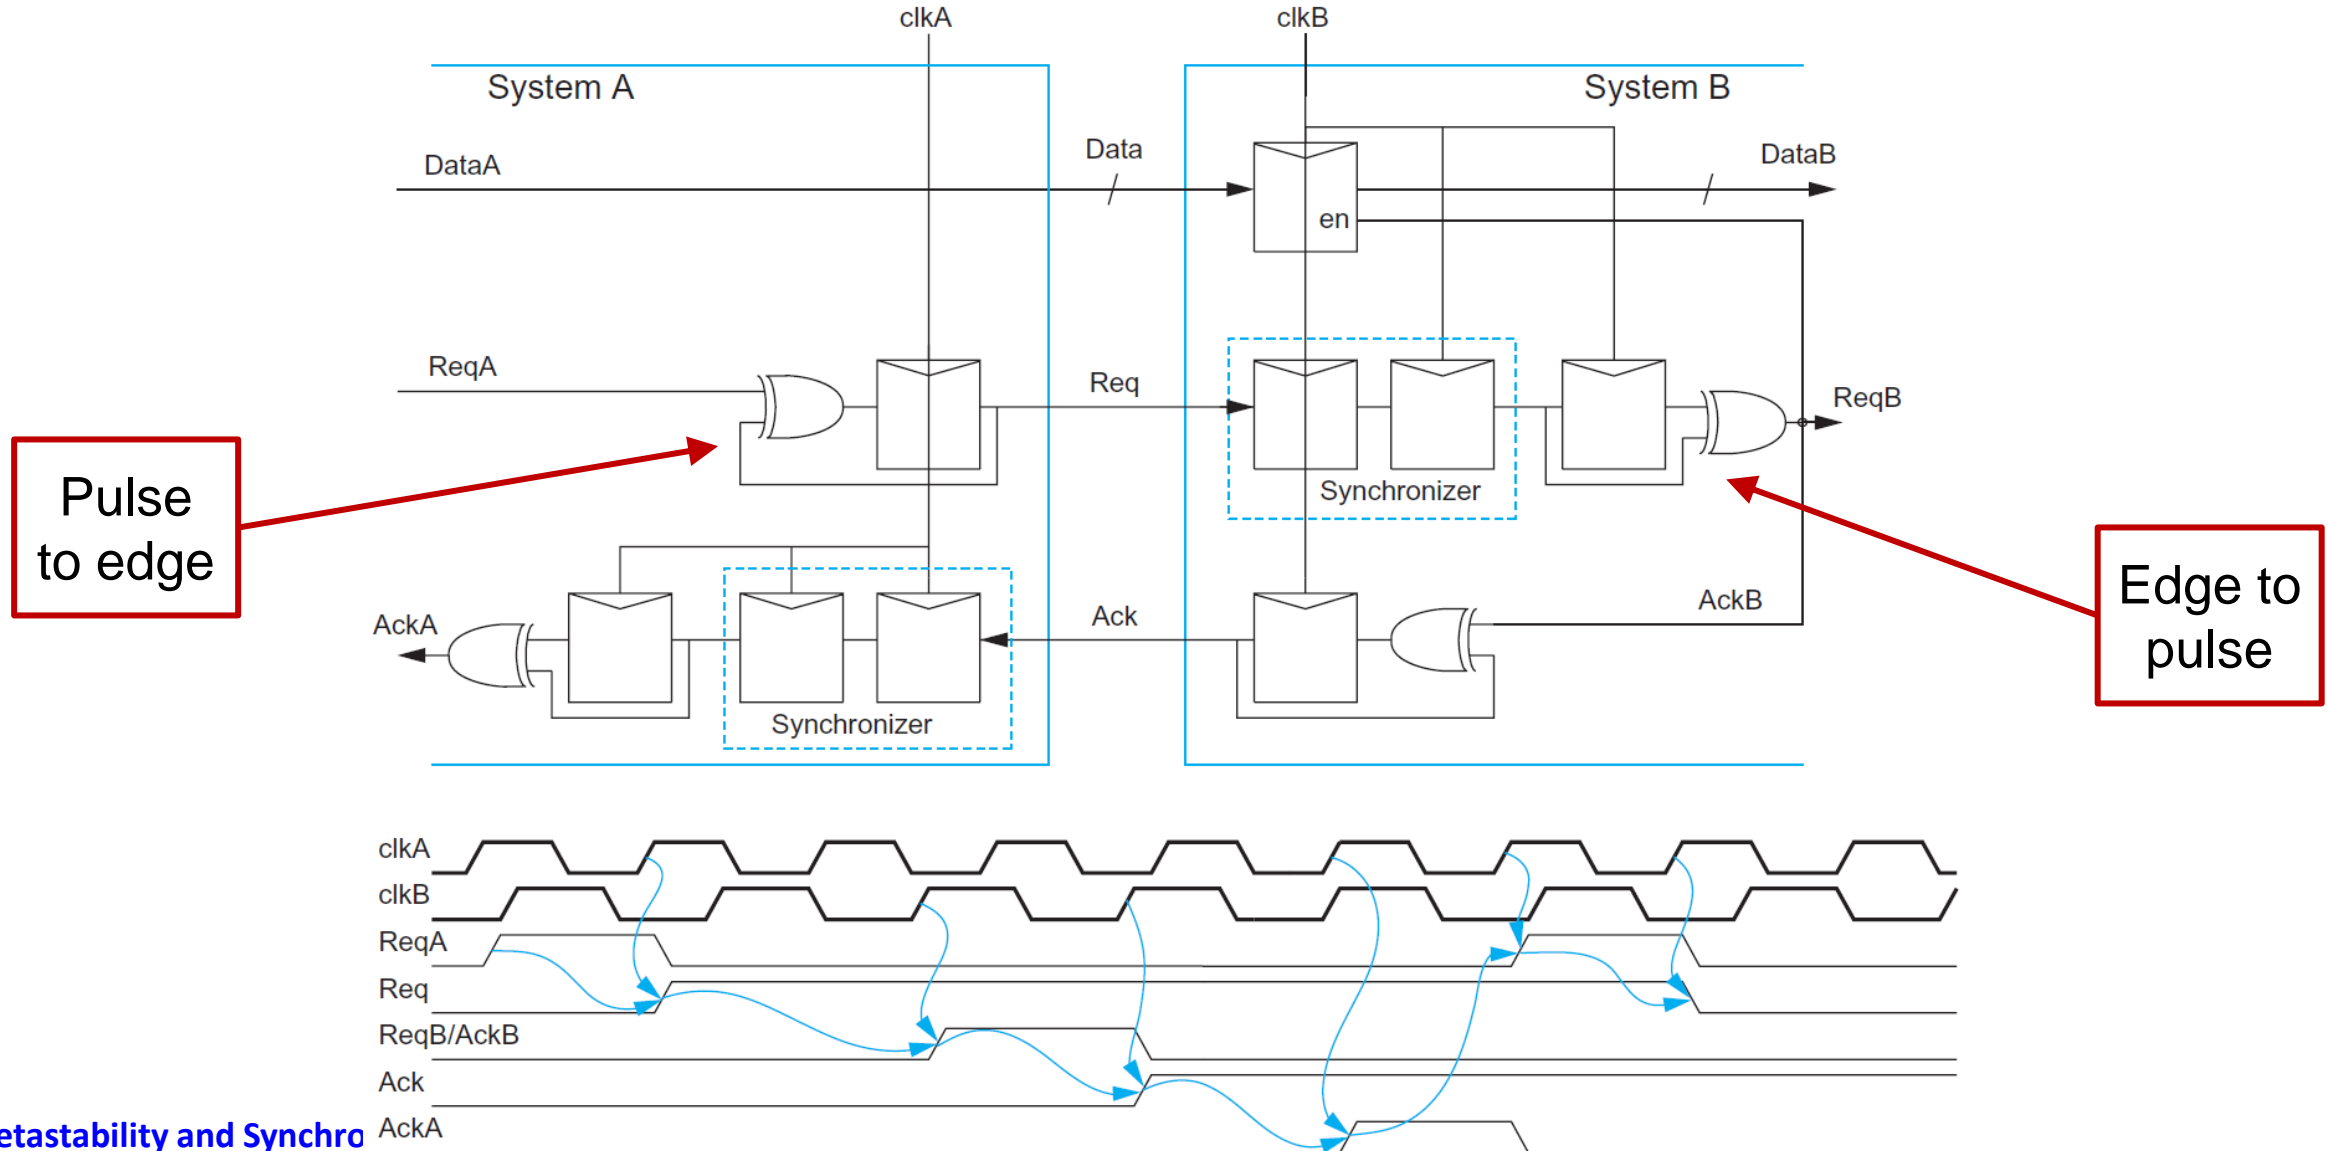 clkA
clkB
System A
System B
DataA
Data
DataB
en
ReqA
Req
ReqB
Pulse
to edge
Synchronizer
Edge to
pulse
AckA
Ack
AckB
Synchronizer
clkA
clkB
ReqA
Req
ReqB/AckB
Ack
AckA
etastability and Synchro